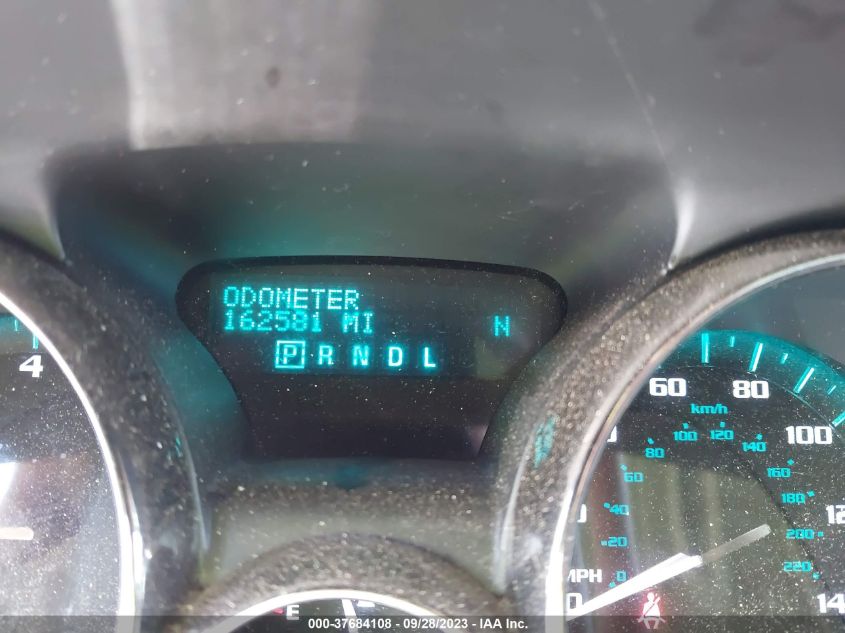 ODOMETER
162581 MI N
P R N D L
4
60 80 100
km/h
0 20 40 60 80 100 120 140 160 180 200 220
MPH
0
14
E
000-37684108 - 09/28/2023 - IAA Inc.